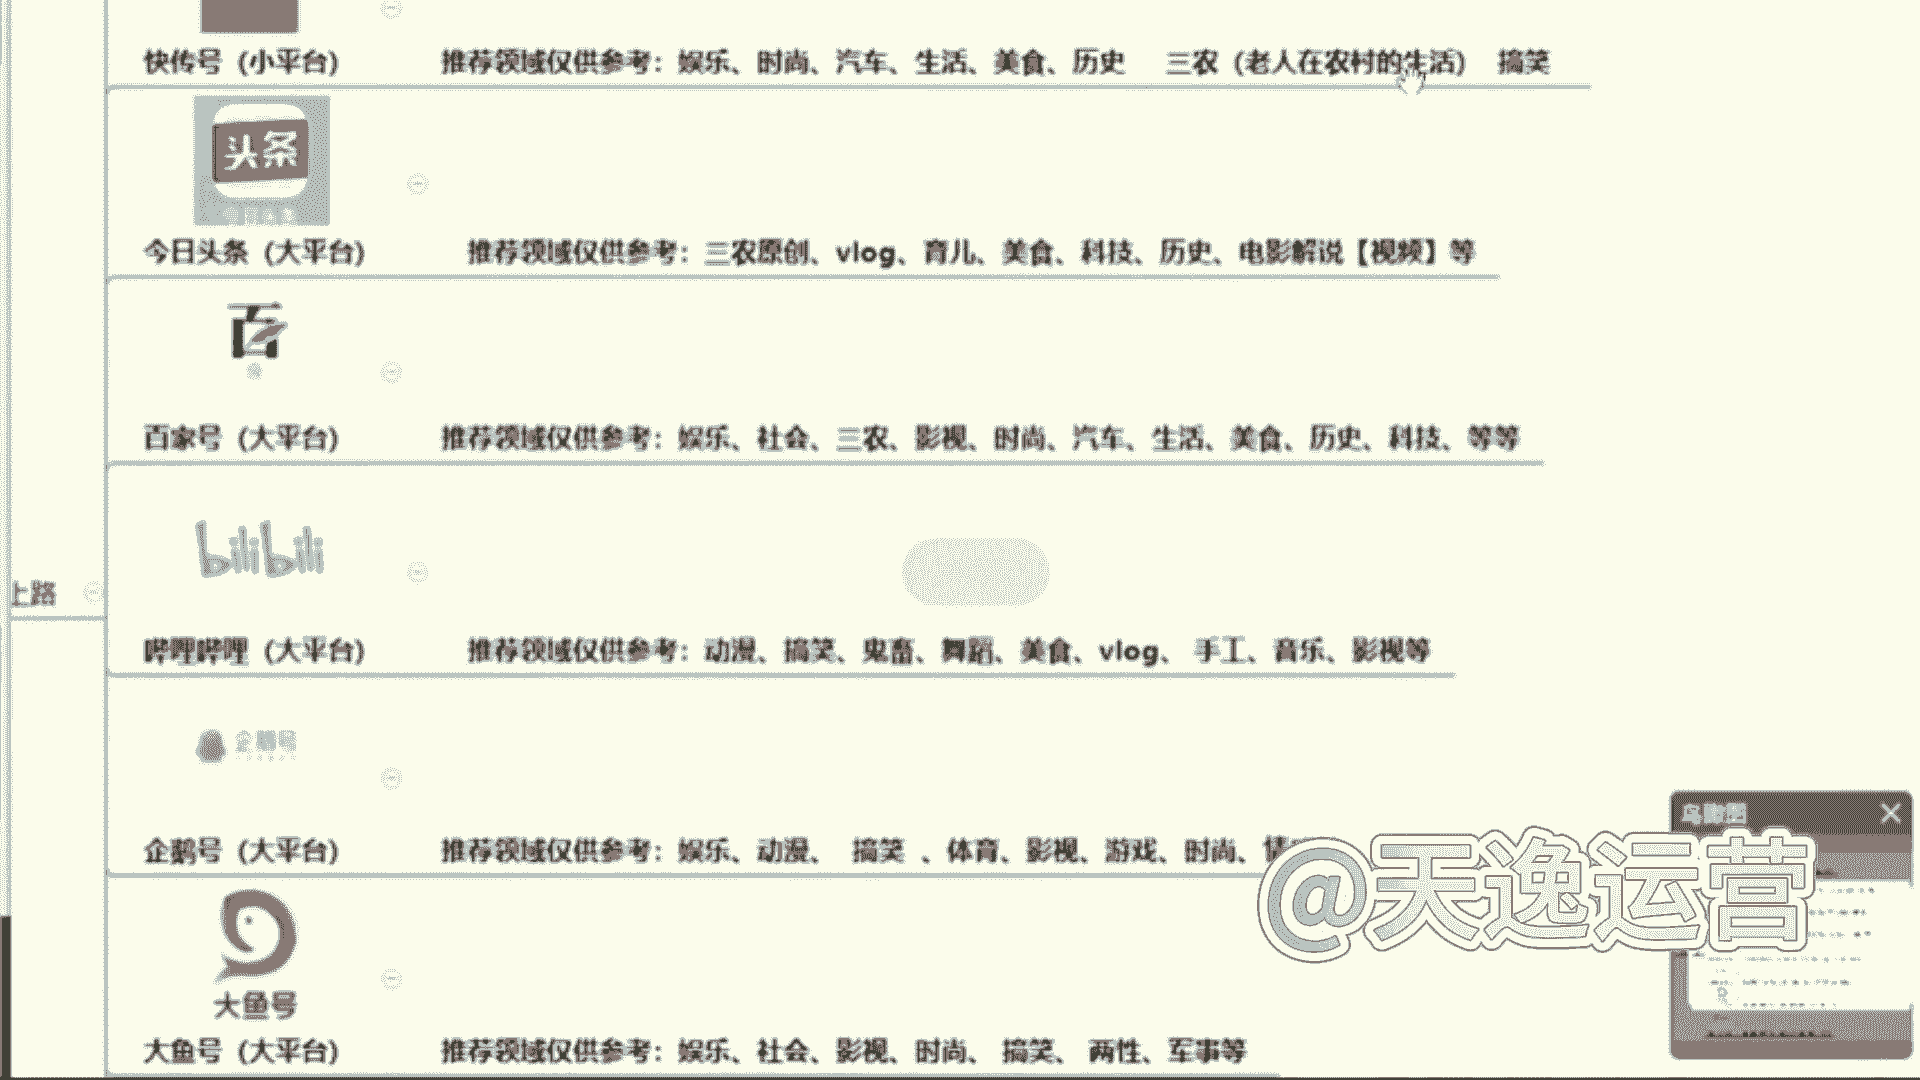 快传号（小平台） 推荐领域仅供参考：娱乐、时尚、汽车、生活、美食、历史 三农（老人在农村的生活） 搞笑
头条
今日头条（大平台） 推荐领域仅供参考：三农原创、vlog、育儿、美食、科技、历史、电影解说【视频】等
百
百家号（大平台） 推荐领域仅供参考：娱乐、社会、三农、影视、时尚、汽车、生活、美食、历史、科技、等等
bilibili
上路
哔哩哔哩（大平台） 推荐领域仅供参考：动漫、搞笑、鬼畜、舞蹈、美食、vlog、 手工、音乐、影视等
企鹅号
企鹅号（大平台） 推荐领域仅供参考：娱乐、动漫、 搞笑 、体育、影视、游戏、时尚、情
@天逸运营
大鱼号
大鱼号（大平台） 推荐领域仅供参考：娱乐、社会、影视、时尚、 搞笑、 两性、军事等